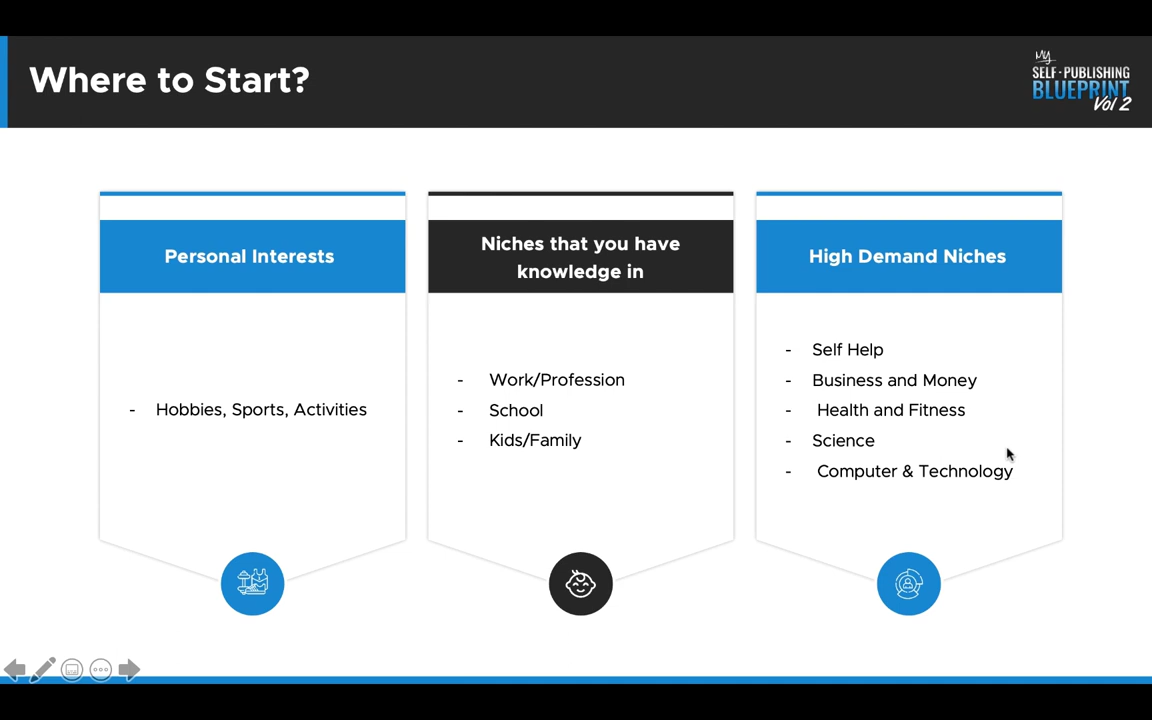 Where to Start?
My
SELF-PUBLISHING
BLUEPRINT
Vol 2
Personal Interests
- Hobbies, Sports, Activities
Niches that you have
knowledge in
- Work/Profession
- School
- Kids/Family
High Demand Niches
- Self Help
- Business and Money
- Health and Fitness
- Science
- Computer & Technology